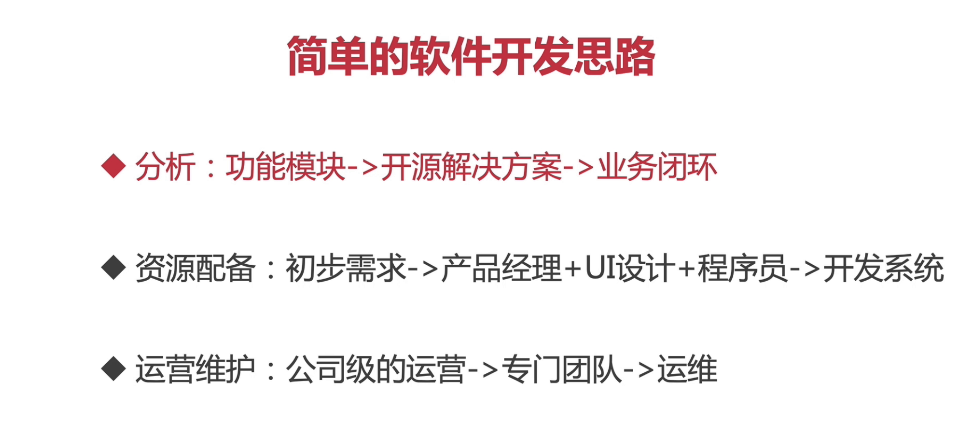 简单的软件开发思路
◆ 分析：功能模块->开源解决方案->业务闭环
◆ 资源配备：初步需求->产品经理+UI设计+程序员->开发系统
◆ 运营维护：公司级的运营->专门团队->运维